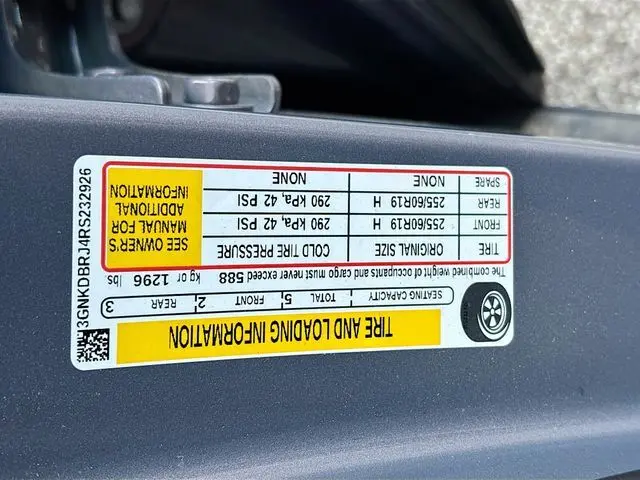 TIRE AND LOADING INFORMATION
SEATING CAPACITY TOTAL 5 FRONT 2 REAR 3
The combined weight of occupants and cargo must never exceed 588 kg or 1296 lbs.
TIRE ORIGINAL SIZE COLD TIRE PRESSURE
FRONT 255/60R19 H 290 kPa, 42 PSI
REAR 255/60R19 H 290 kPa, 42 PSI
SPARE NONE NONE
SEE OWNER'S
MANUAL FOR
ADDITIONAL
INFORMATION
3GNKDBRJ4RS232926